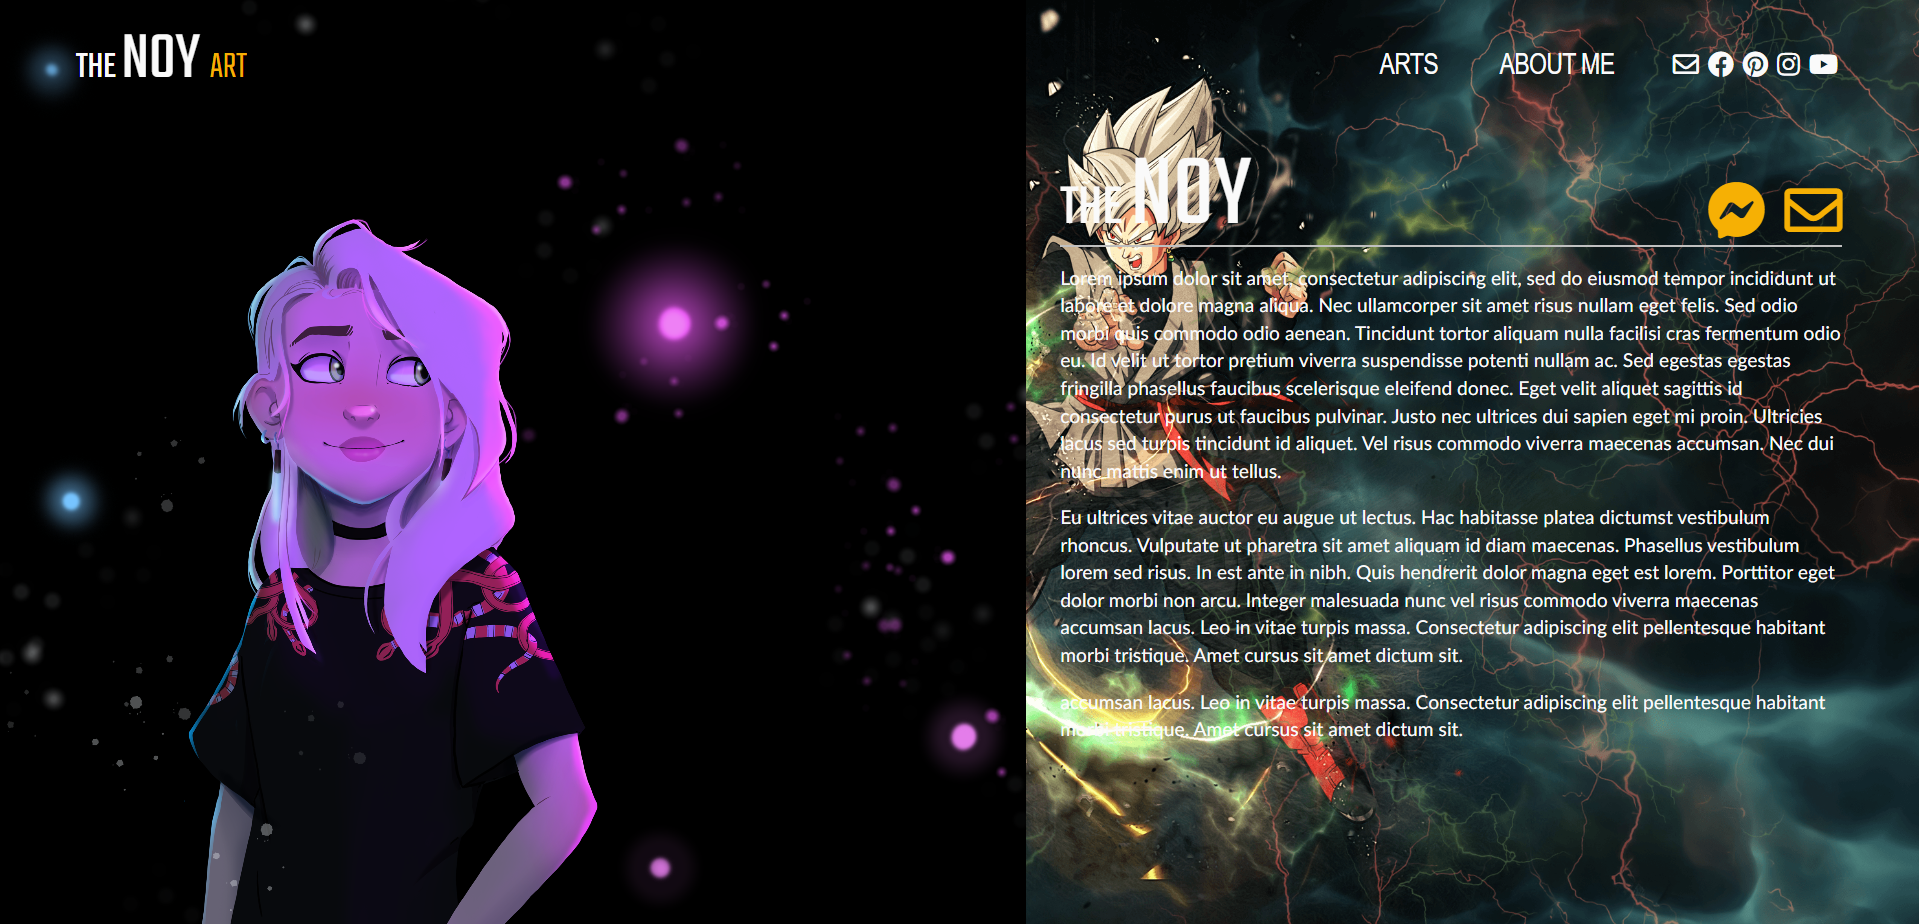 THE NOY ART
ARTS ABOUT ME
THE NOY
Lorem ipsum dolor sit amet, consectetur adipiscing elit, sed do eiusmod tempor incididunt ut
labore et dolore magna aliqua. Nec ullamcorper sit amet risus nullam eget felis. Sed odio
morbi quis commodo odio aenean. Tincidunt tortor aliquam nulla facilisi cras fermentum odio
eu. Id velit ut tortor pretium viverra suspendisse potenti nullam ac. Sed egestas egestas
fringilla phasellus faucibus scelerisque eleifend donec. Eget velit aliquet sagittis id
consectetur purus ut faucibus pulvinar. Justo nec ultrices dui sapien eget mi proin. Ultricies
lacus sed turpis tincidunt id aliquet. Vel risus commodo viverra maecenas accumsan. Nec dui
nunc mattis enim ut tellus.
Eu ultrices vitae auctor eu augue ut lectus. Hac habitasse platea dictumst vestibulum
rhoncus. Vulputate ut pharetra sit amet aliquam id diam maecenas. Phasellus vestibulum
lorem sed risus. In est ante in nibh. Quis hendrerit dolor magna eget est lorem. Porttitor eget
dolor morbi non arcu. Integer malesuada nunc vel risus commodo viverra maecenas
accumsan lacus. Leo in vitae turpis massa. Consectetur adipiscing elit pellentesque habitant
morbi tristique. Amet cursus sit amet dictum sit.
accumsan lacus. Leo in vitae turpis massa. Consectetur adipiscing elit pellentesque habitant
morbi tristique. Amet cursus sit amet dictum sit.